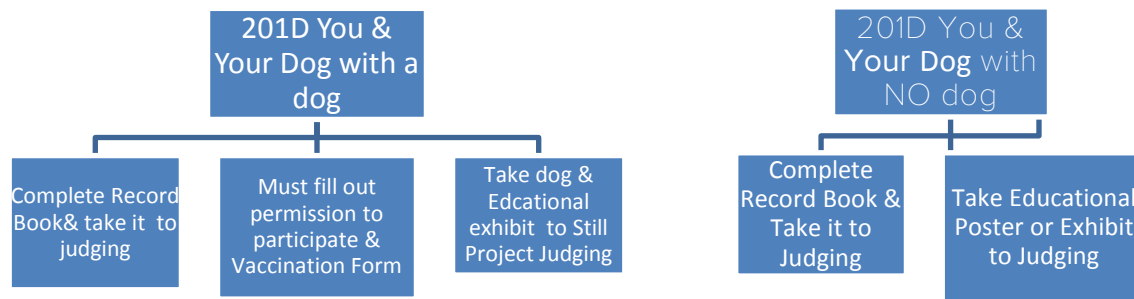 201D You &
Your Dog with a
dog
Complete Record
Book& take it to
judging
Must fill out
permission to
participate &
Vaccination Form
Take dog &
Edcational
exhibit to Still
Project Judging
201D You &
Your Dog with
NO dog
Complete
Record Book &
Take it to
Judging
Take Educational
Poster or Exhibit
to Judging